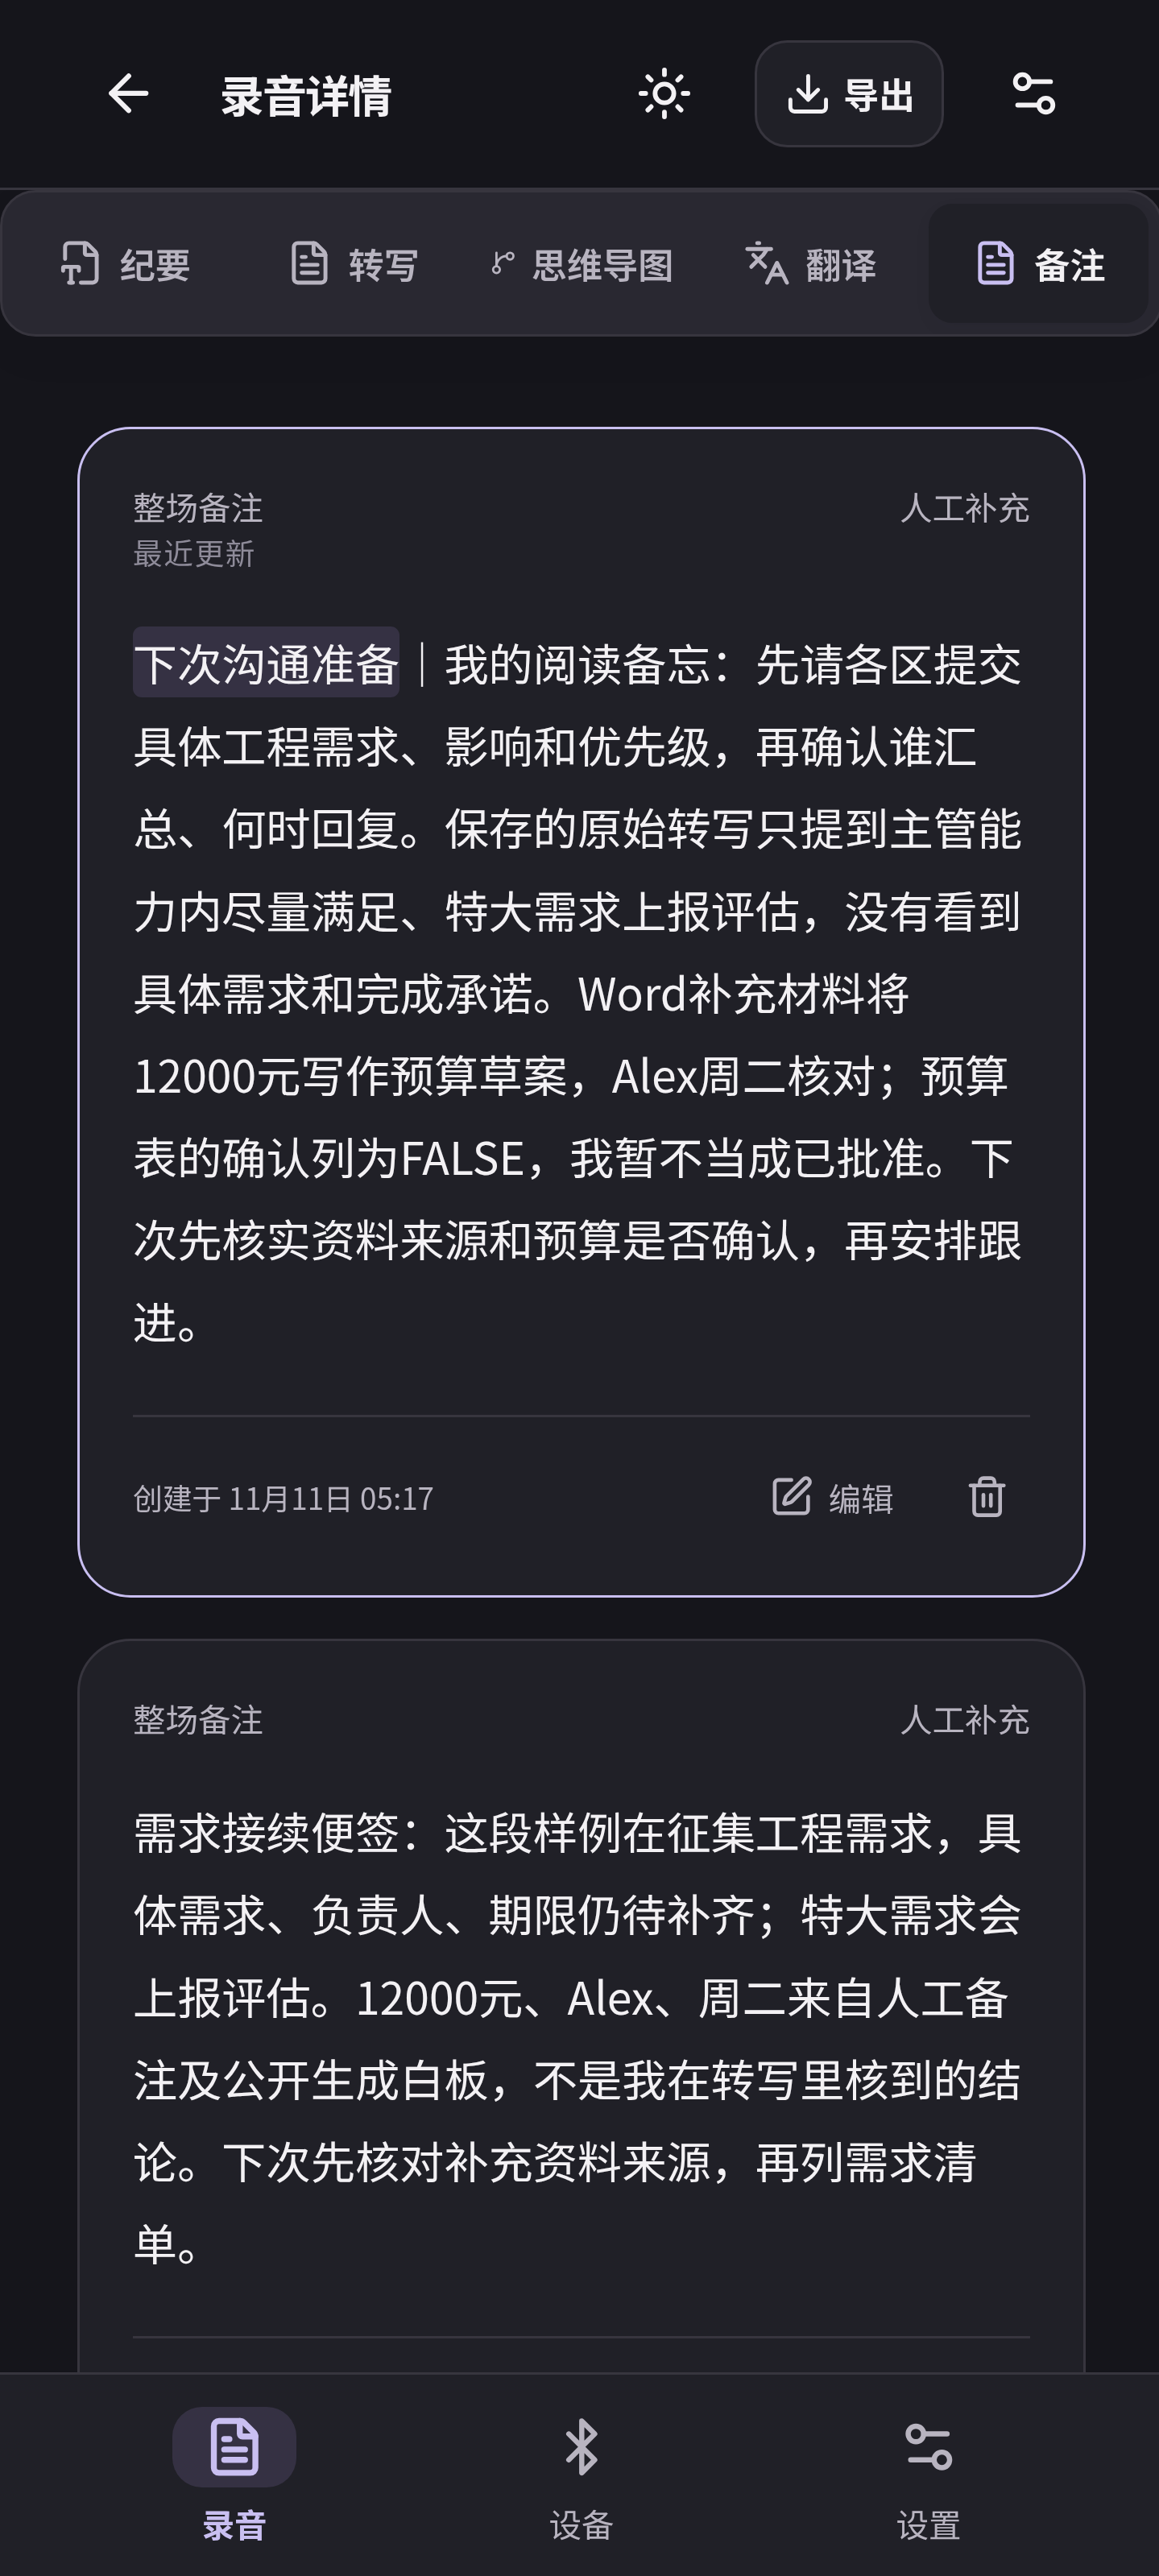 录音详情
导出
纪要
转写
思维导图
翻译
备注
整场备注
人工补充
最近更新
下次沟通准备｜我的阅读备忘：先请各区提交
具体工程需求、影响和优先级，再确认谁汇
总、何时回复。保存的原始转写只提到主管能
力内尽量满足、特大需求上报评估，没有看到
具体需求和完成承诺。Word补充材料将
12000元写作预算草案，Alex周二核对；预算
表的确认列为FALSE，我暂不当成已批准。下
次先核实资料来源和预算是否确认，再安排跟
进。
创建于 11月11日 05:17
编辑
整场备注
人工补充
需求接续便签：这段样例在征集工程需求，具
体需求、负责人、期限仍待补齐；特大需求会
上报评估。12000元、Alex、周二来自人工备
注及公开生成白板，不是我在转写里核到的结
论。下次先核对补充资料来源，再列需求清
单。
录音
设备
设置